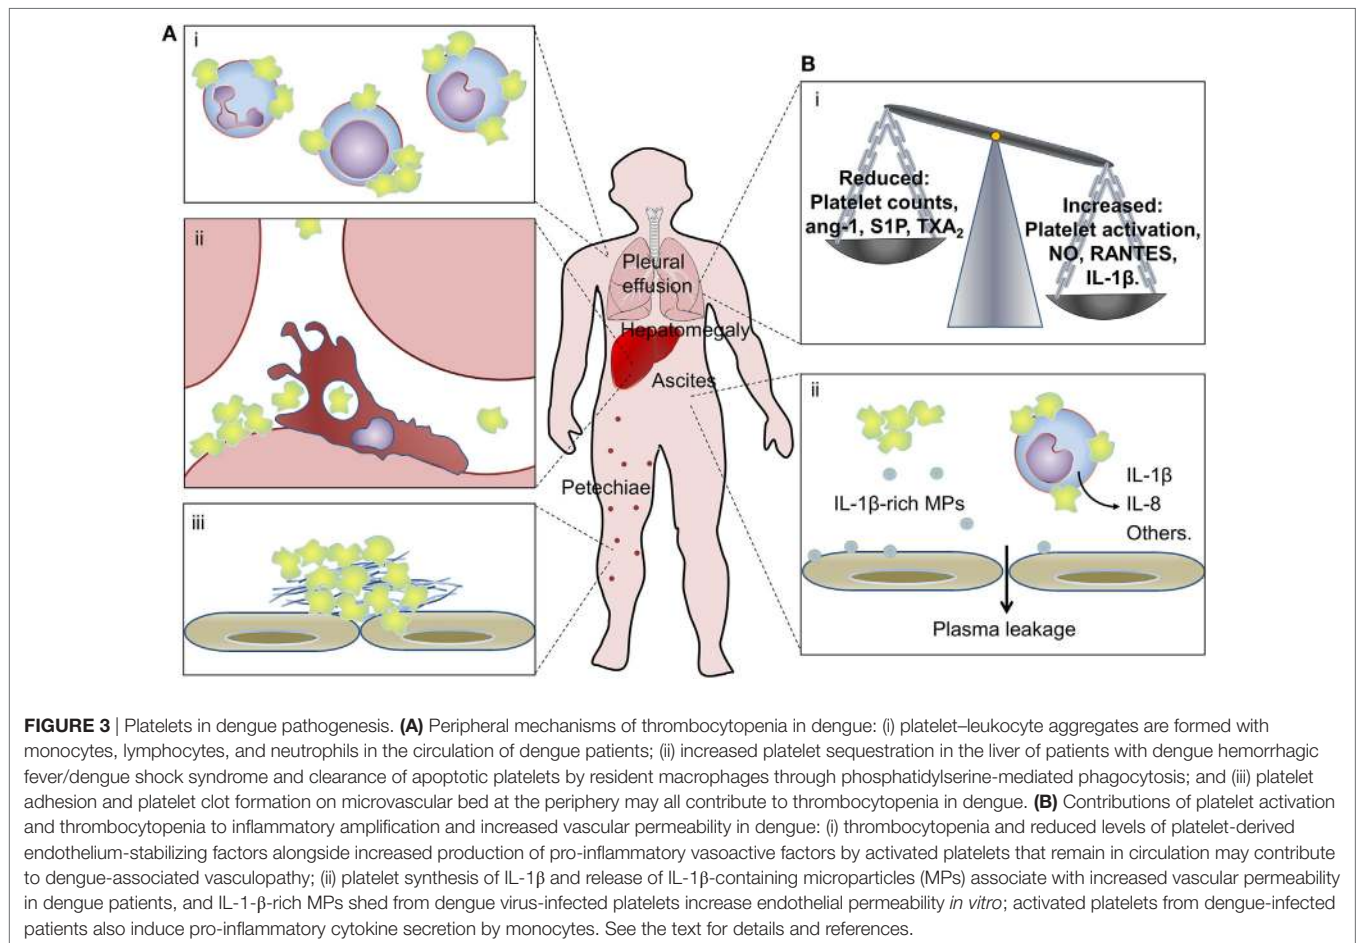 A
i
ii
iii
Pleural
effusion
Hepatomegaly
Ascites
Petechiae
B
i
Reduced:
Platelet counts,
ang-1, S1P, TXA₂
Increased:
Platelet activation,
NO, RANTES,
IL-1β.
ii
IL-1β-rich MPs
IL-1β
IL-8
Others.
Plasma leakage
FIGURE 3 | Platelets in dengue pathogenesis. (A) Peripheral mechanisms of thrombocytopenia in dengue: (i) platelet–leukocyte aggregates are formed with
monocytes, lymphocytes, and neutrophils in the circulation of dengue patients; (ii) increased platelet sequestration in the liver of patients with dengue hemorrhagic
fever/dengue shock syndrome and clearance of apoptotic platelets by resident macrophages through phosphatidylserine-mediated phagocytosis; and (iii) platelet
adhesion and platelet clot formation on microvascular bed at the periphery may all contribute to thrombocytopenia in dengue. (B) Contributions of platelet activation
and thrombocytopenia to inflammatory amplification and increased vascular permeability in dengue: (i) thrombocytopenia and reduced levels of platelet-derived
endothelium-stabilizing factors alongside increased production of pro-inflammatory vasoactive factors by activated platelets that remain in circulation may contribute
to dengue-associated vasculopathy; (ii) platelet synthesis of IL-1β and release of IL-1β-containing microparticles (MPs) associate with increased vascular permeability
in dengue patients, and IL-1-β-rich MPs shed from dengue virus-infected platelets increase endothelial permeability in vitro; activated platelets from dengue-infected
patients also induce pro-inflammatory cytokine secretion by monocytes. See the text for details and references.